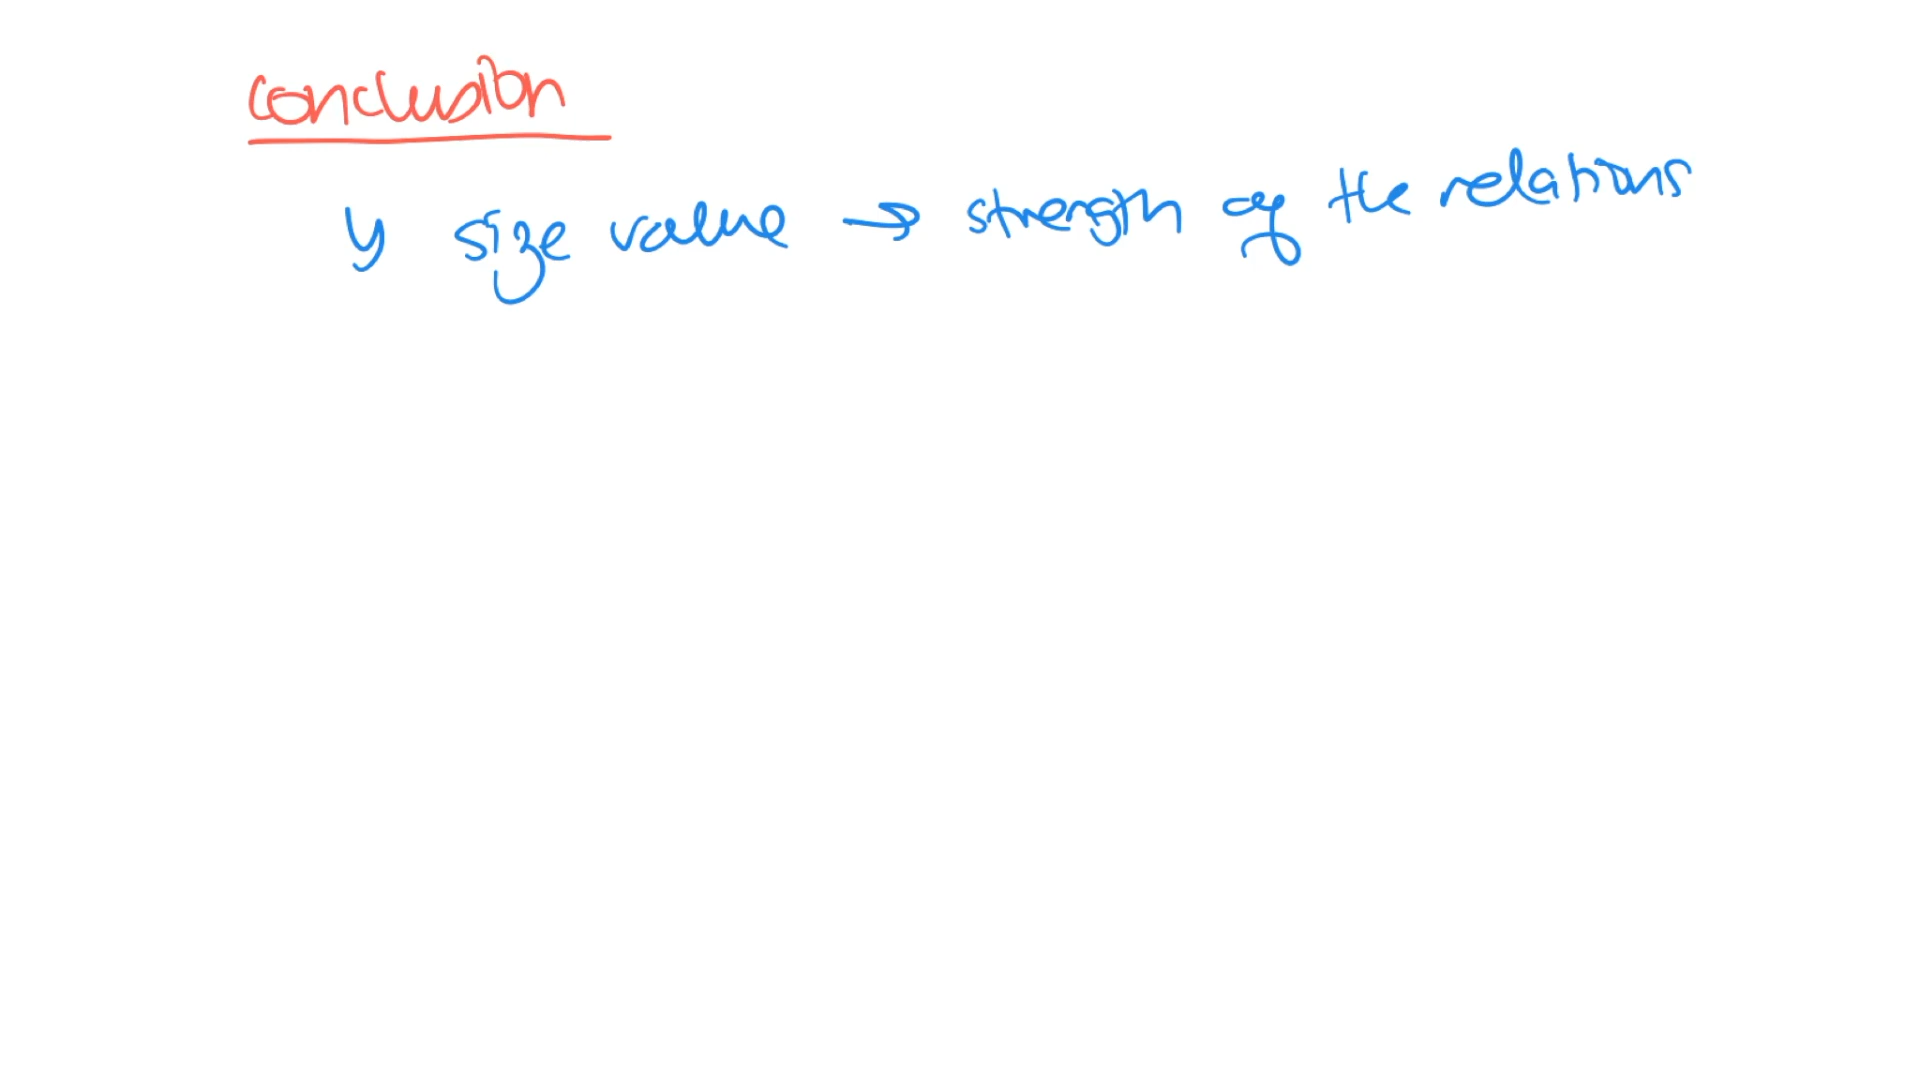 conclusion
y size value → strength of the relations